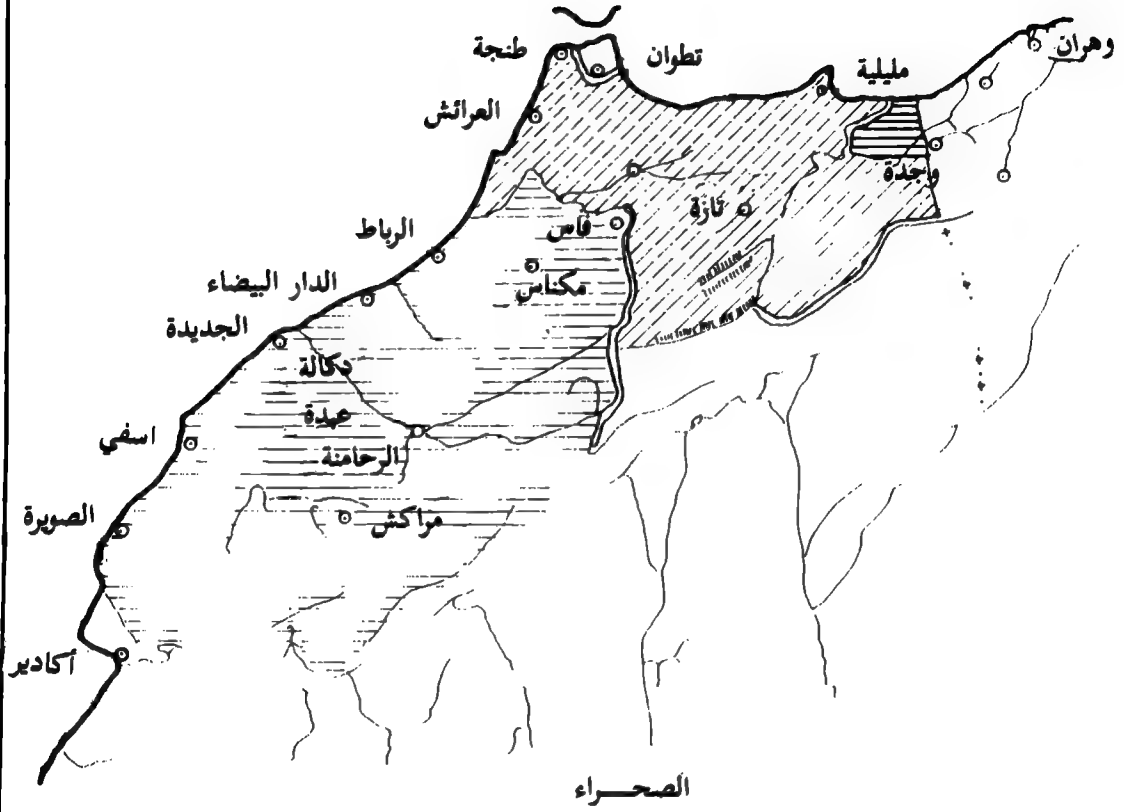 وهران
طنجة
تطوان
مليلية
العرائش
وجدة
تازة
فاس
الرباط
مكناس
الدار البيضاء
الجديدة
دكالة
عبدة
اسفي
الرحامنة
مراكش
الصويرة
أكادير
الصحراء